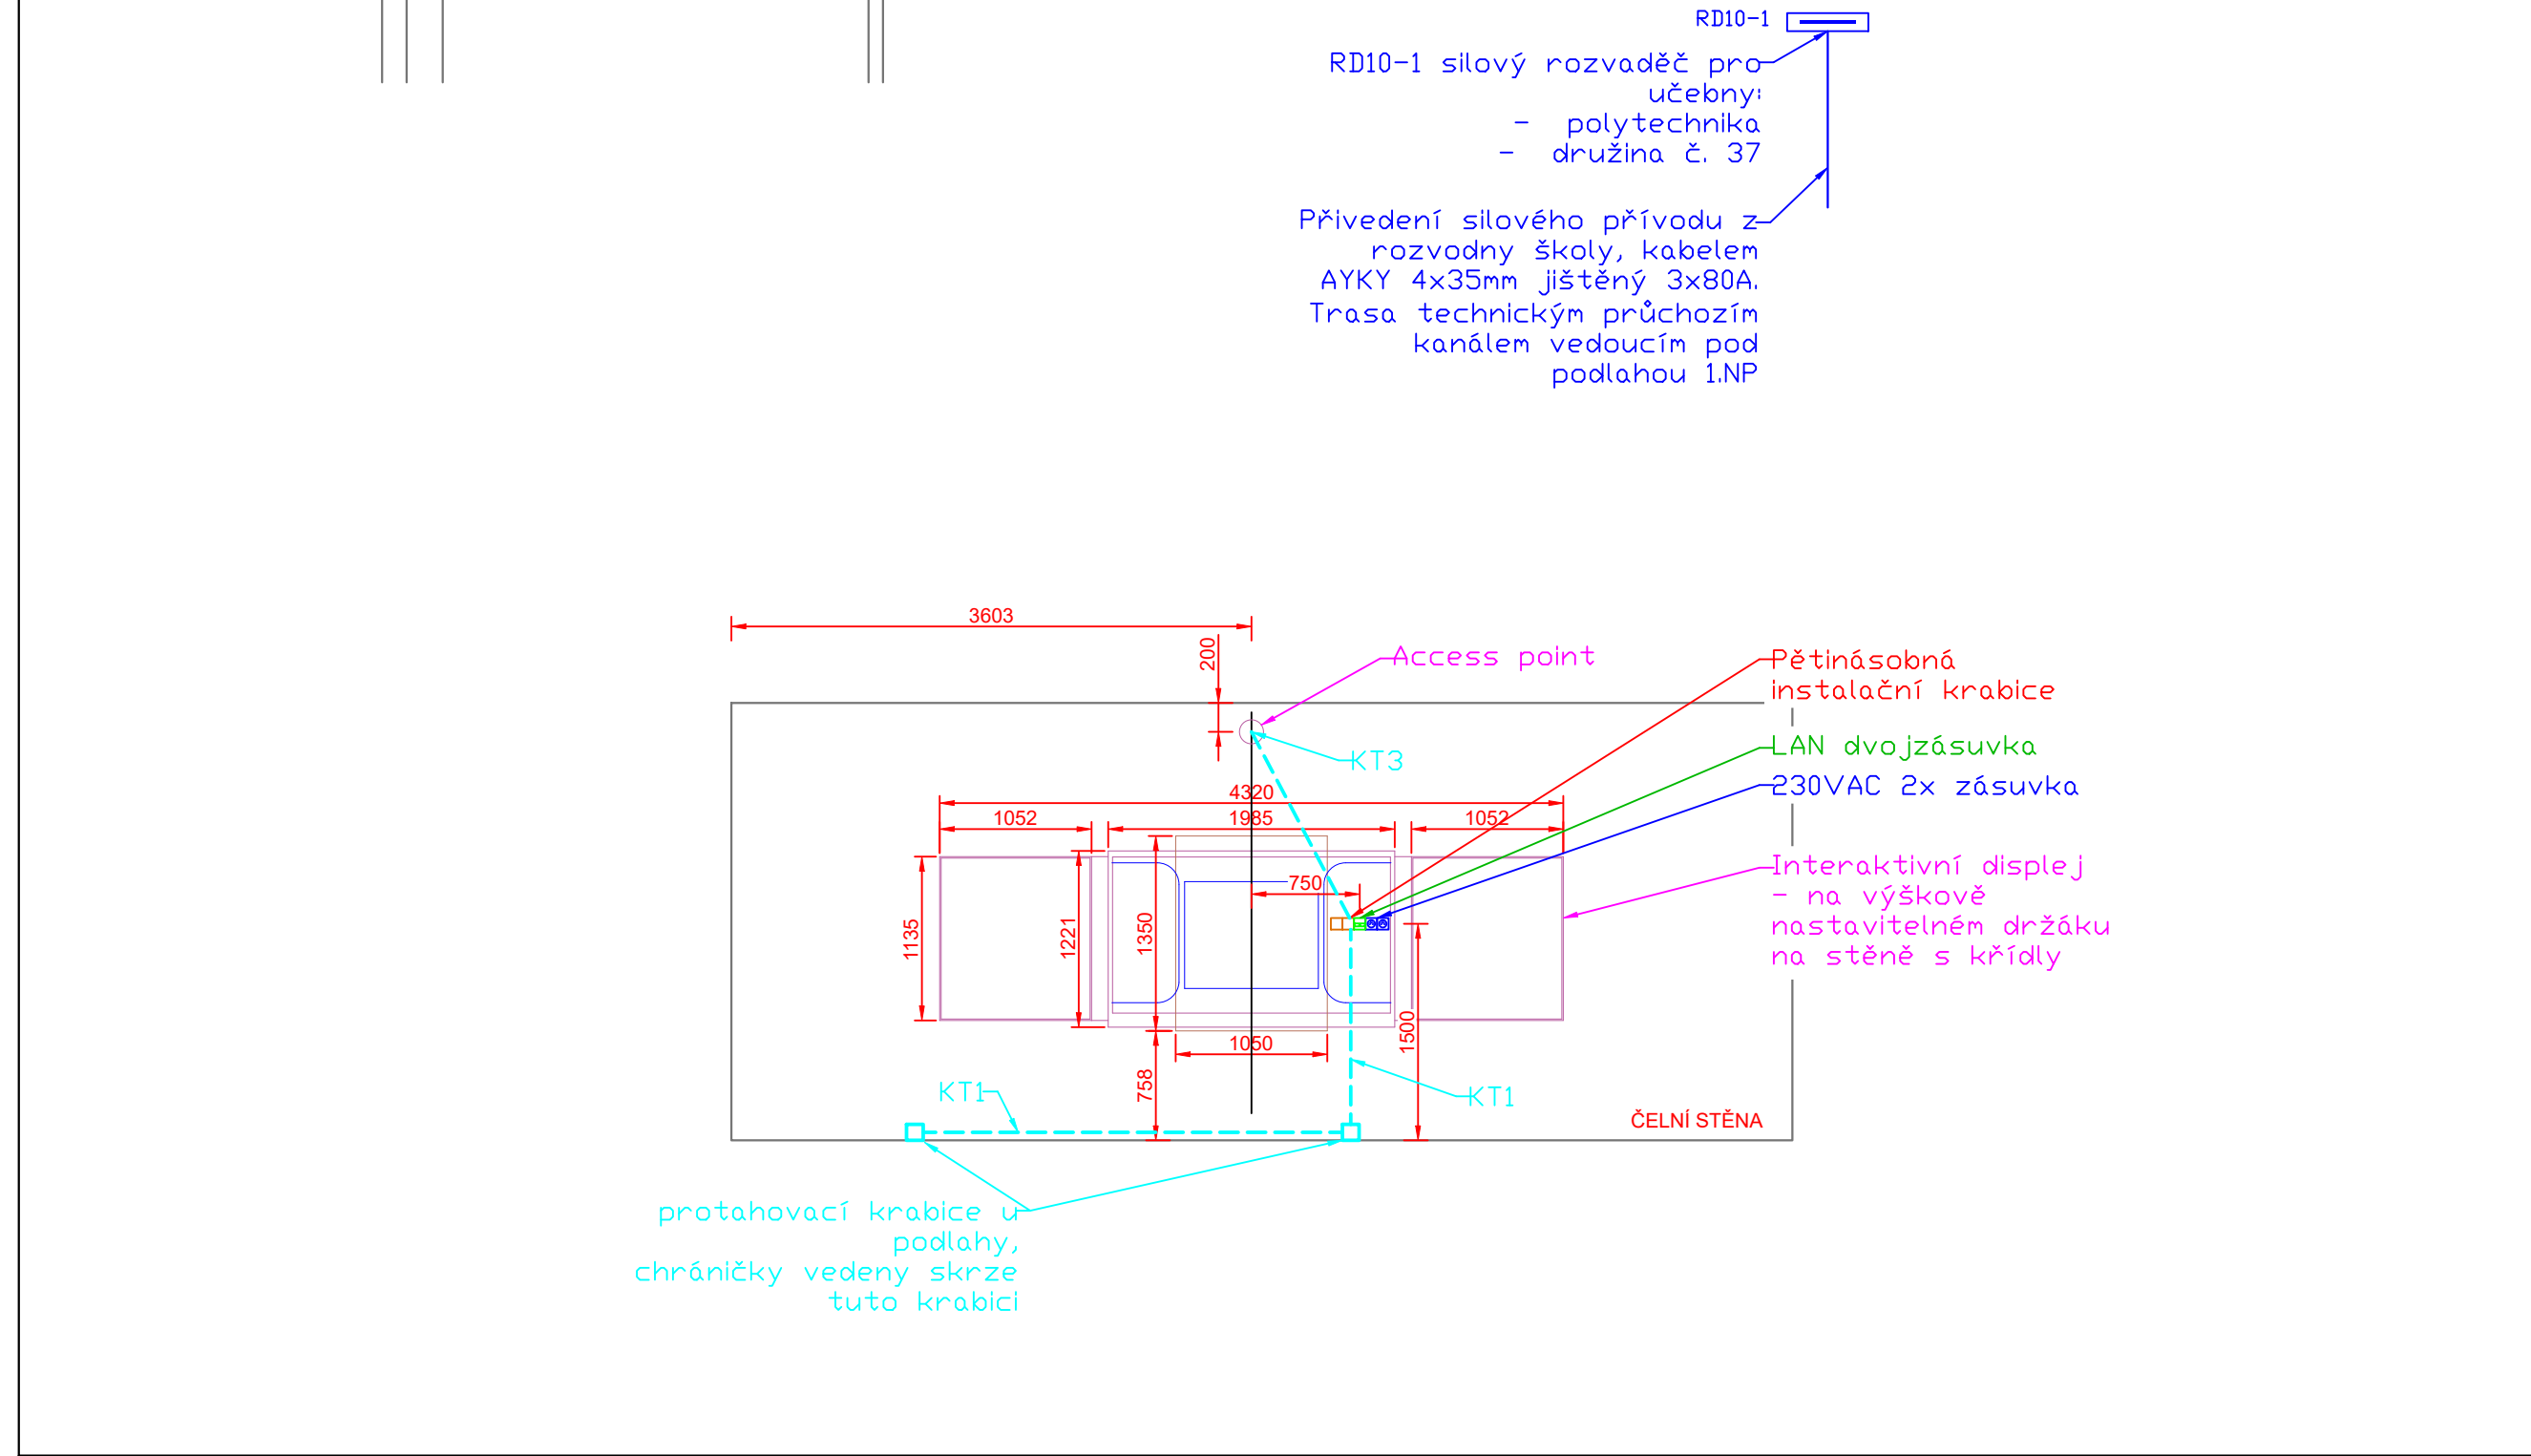 RD10-1
RD10-1 silový rozvaděč pro
učebny:
- polytechnika
- družina č. 37
Přivedení silového přívodu z
rozvodny školy, kabelem
AYKY 4x35mm jištěný 3x80A.
Trasa technickým průchozím
kanálem vedoucím pod
podlahou 1.NP
3603
200
Access point
KT3
Pětinásobná
instalační krabice
LAN dvojzásuvka
230VAC 2x zásuvka
Interaktivní displej
- na výškově
nastavitelném držáku
na stěně s křídly
4320
1052
1985
1052
750
1135
1221
1350
1500
1050
758
KT1
KT1
ČELNÍ STĚNA
protahovací krabice u
podlahy,
chráničky vedeny skrze
tuto krabici